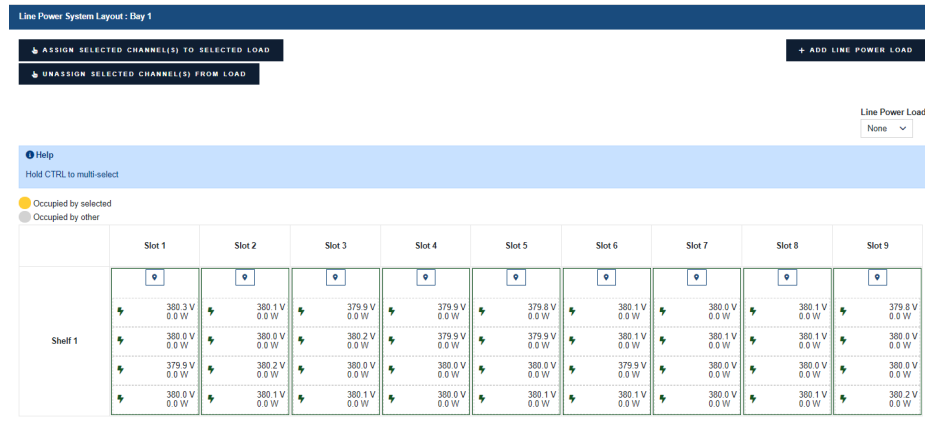 Line Power System Layout : Bay 1
ASSIGN SELECTED CHANNEL(S) TO SELECTED LOAD
+ ADD LINE POWER LOAD
UNASSIGN SELECTED CHANNEL(S) FROM LOAD
Line Power Load
None
Help
Hold CTRL to multi-select
Occupied by selected
Occupied by other
Slot 1 Slot 2 Slot 3 Slot 4 Slot 5 Slot 6 Slot 7 Slot 8 Slot 9
380.3 V 380.1 V 379.9 V 379.9 V 379.8 V 380.1 V 380.0 V 380.1 V 379.8 V
0.0 W 0.0 W 0.0 W 0.0 W 0.0 W 0.0 W 0.0 W 0.0 W 0.0 W
Shelf 1
380.0 V 380.0 V 380.2 V 379.9 V 379.9 V 380.1 V 380.1 V 380.1 V 380.0 V
0.0 W 0.0 W 0.0 W 0.0 W 0.0 W 0.0 W 0.0 W 0.0 W 0.0 W
379.9 V 380.2 V 380.0 V 380.0 V 380.0 V 379.9 V 380.0 V 380.0 V 380.0 V
0.0 W 0.0 W 0.0 W 0.0 W 0.0 W 0.0 W 0.0 W 0.0 W 0.0 W
380.0 V 380.1 V 380.1 V 380.0 V 380.1 V 380.1 V 380.0 V 380.1 V 380.2 V
0.0 W 0.0 W 0.0 W 0.0 W 0.0 W 0.0 W 0.0 W 0.0 W 0.0 W